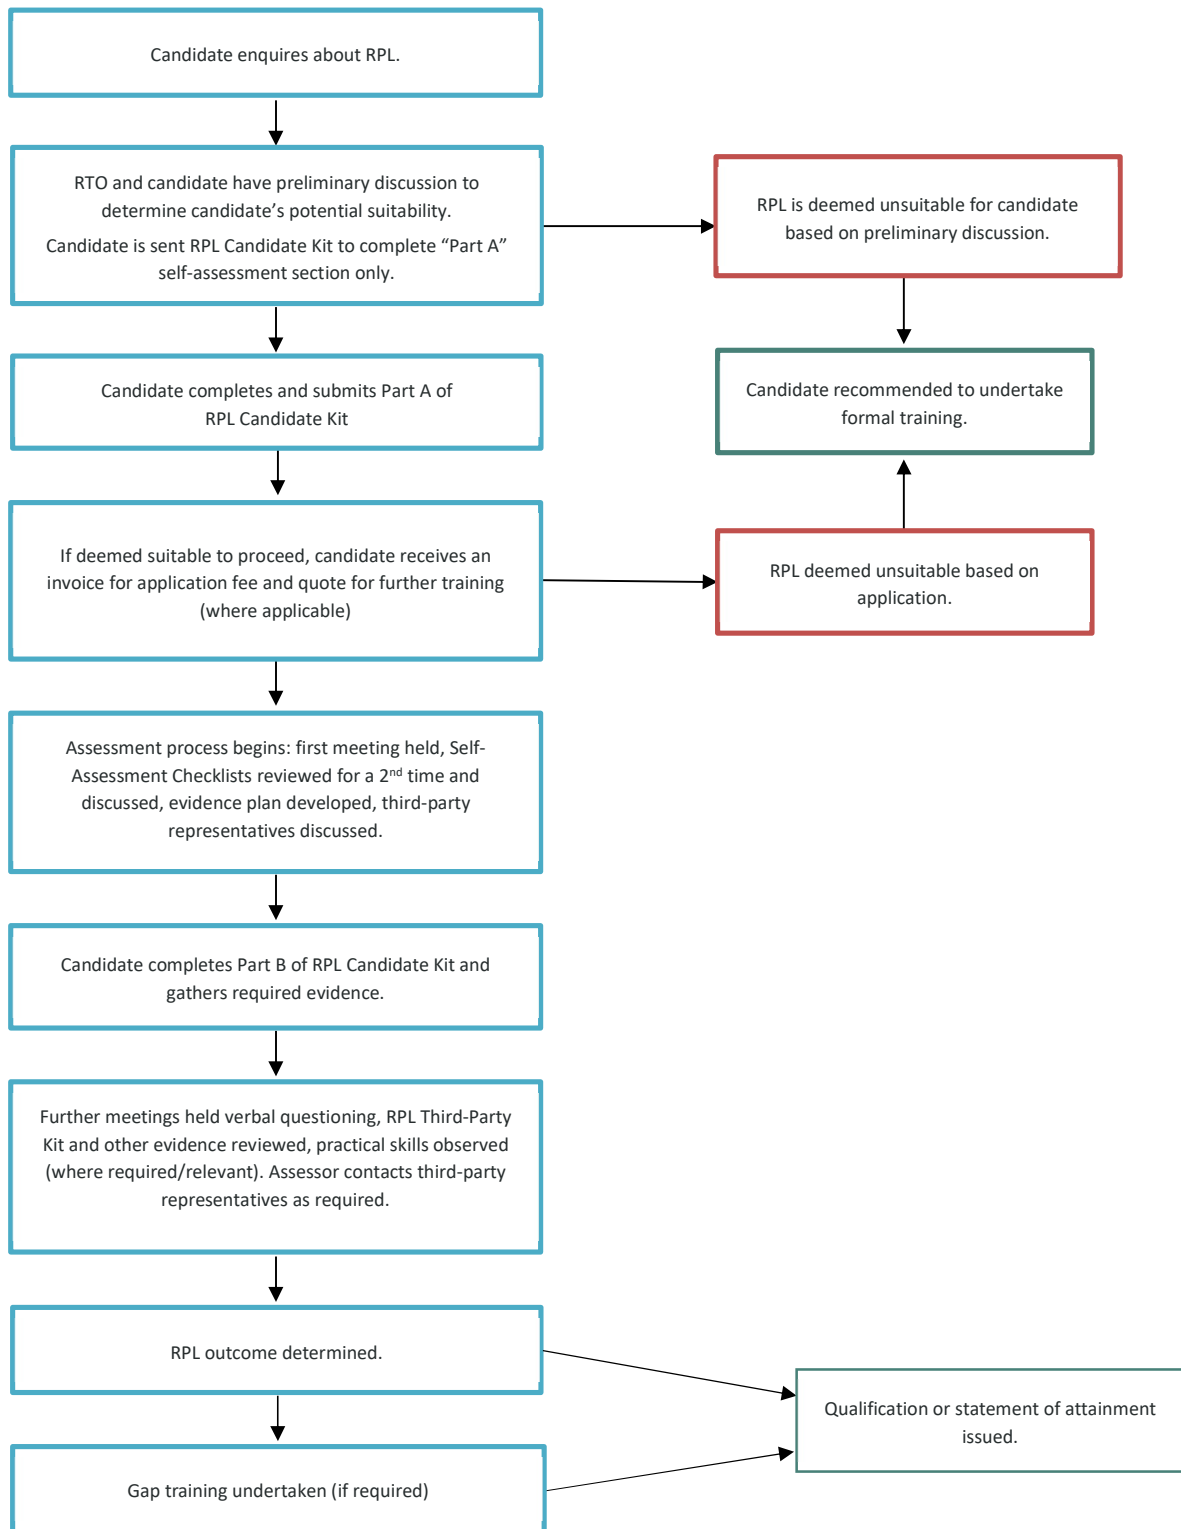 Candidate enquires about RPL.
RTO and candidate have preliminary discussion to
determine candidate’s potential suitability.
Candidate is sent RPL Candidate Kit to complete “Part A”
self-assessment section only.
RPL is deemed unsuitable for candidate
based on preliminary discussion.
Candidate completes and submits Part A of
RPL Candidate Kit
Candidate recommended to undertake
formal training.
If deemed suitable to proceed, candidate receives an
invoice for application fee and quote for further training
(where applicable)
RPL deemed unsuitable based on
application.
Assessment process begins: first meeting held, Self-
Assessment Checklists reviewed for a 2nd time and
discussed, evidence plan developed, third-party
representatives discussed.
Candidate completes Part B of RPL Candidate Kit and
gathers required evidence.
Further meetings held verbal questioning, RPL Third-Party
Kit and other evidence reviewed, practical skills observed
(where required/relevant). Assessor contacts third-party
representatives as required.
RPL outcome determined.
Qualification or statement of attainment
issued.
Gap training undertaken (if required)